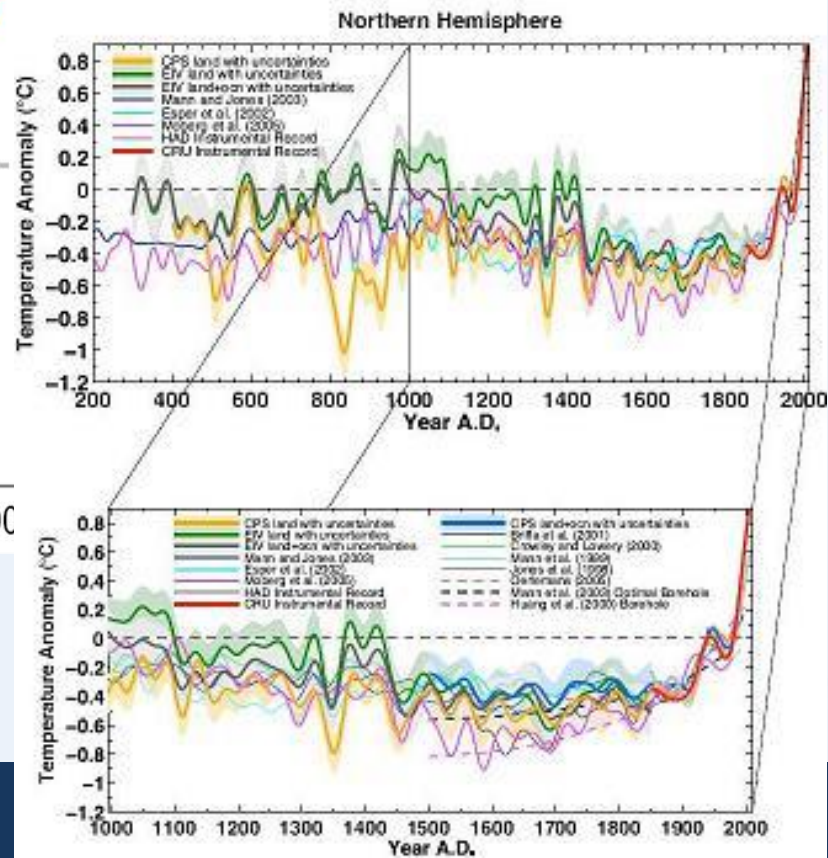 Northern Hemisphere
Temperature Anomaly (°C)
0.8
0.6
0.4
0.2
0
−0.2
−0.4
−0.6
−0.8
−1
−1.2
CPS land with uncertainties
EIV land with uncertainties
EIV land+ocn with uncertainties
Mann and Jones (2003)
Esper et al. (2002)
Moberg et al. (2005)
HAD Instrumental Record
CRU Instrumental Record
200 400 600 800 1000 1200 1400 1600 1800 2000
Year A.D.
Temperature Anomaly (°C)
0.8
0.6
0.4
0.2
0
−0.2
−0.4
−0.6
−0.8
−1
−1.2
CPS land with uncertainties
EIV land with uncertainties
EIV land+ocn with uncertainties
Mann and Jones (2003)
Esper et al. (2002)
Moberg et al. (2005)
HAD Instrumental Record
CRU Instrumental Record
CPS land+ocn with uncertainties
Briffa et al. (2001)
Crowley and Lowery (2000)
Mann et al. (1999)
Jones et al. (1998)
Oerlemans (2005)
Mann et al. (2003) Optimal Borehole
Huang et al. (2000) Borehole
1000 1100 1200 1300 1400 1500 1600 1700 1800 1900 2000
Year A.D.